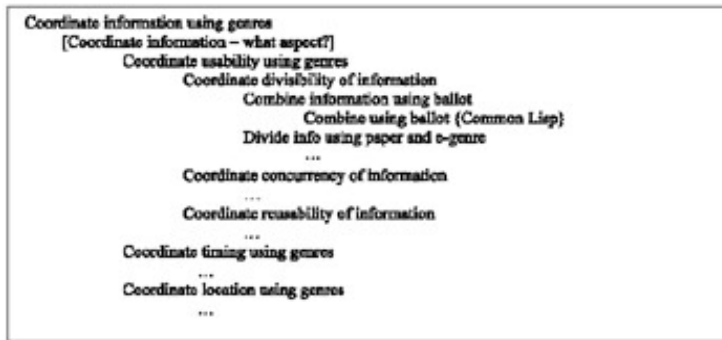 Coordinate information using genres
[Coordinate information – what aspect?]
Coordinate usability using genres
Coordinate divisibility of information
Combine information using ballot
Combine using ballot {Common Lisp}
Divide info using paper and e-genre
...
Coordinate concurrency of information
...
Coordinate reusability of information
...
Coordinate timing using genres
...
Coordinate location using genres
...